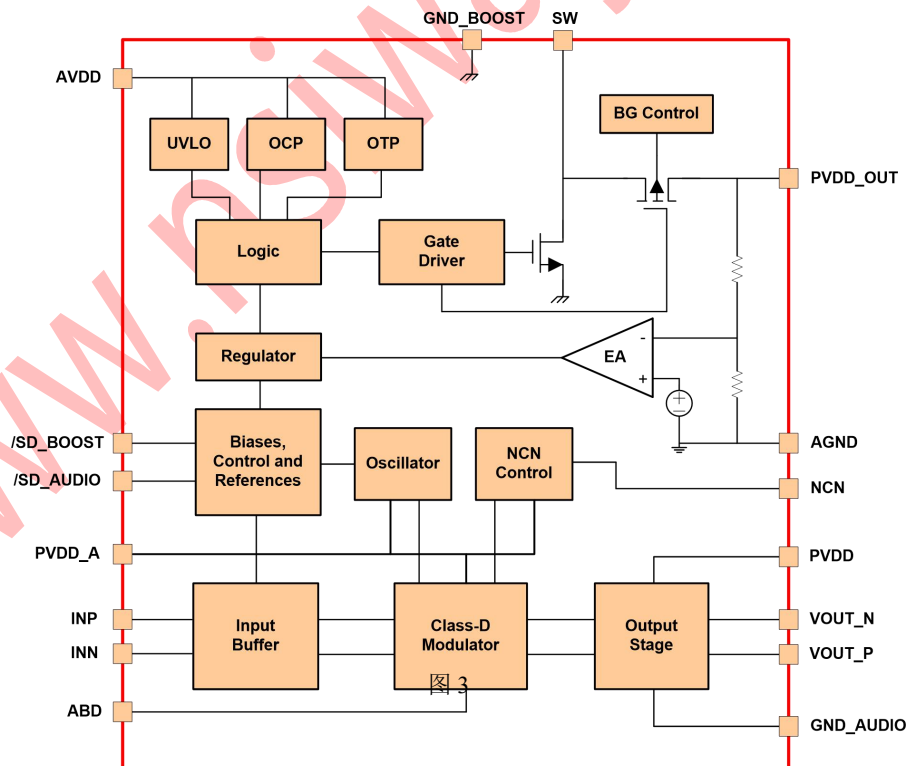 GND_BOOST SW
AVDD
BG Control
UVLO OCP OTP
PVDD_OUT
Logic
Gate
Driver
Regulator
EA
-
+
/SD_BOOST
/SD_AUDIO
Biases,
Control and
References
Oscillator
NCN
Control
AGND
NCN
PVDD_A
PVDD
INP
INN
Input
Buffer
Class-D
Modulator
Output
Stage
VOUT_N
VOUT_P
图 3
ABD
GND_AUDIO